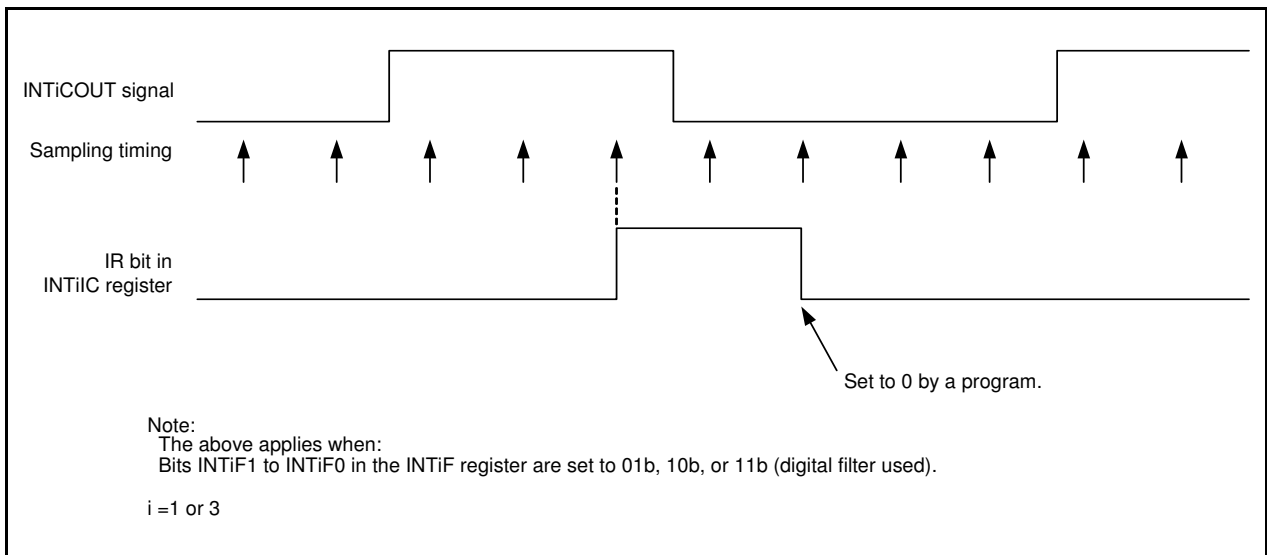 INTiCOUT signal
Sampling timing
IR bit in
INTiIC register
Set to 0 by a program.
Note:
The above applies when:
Bits INTiF1 to INTiF0 in the INTiF register are set to 01b, 10b, or 11b (digital filter used).
i =1 or 3